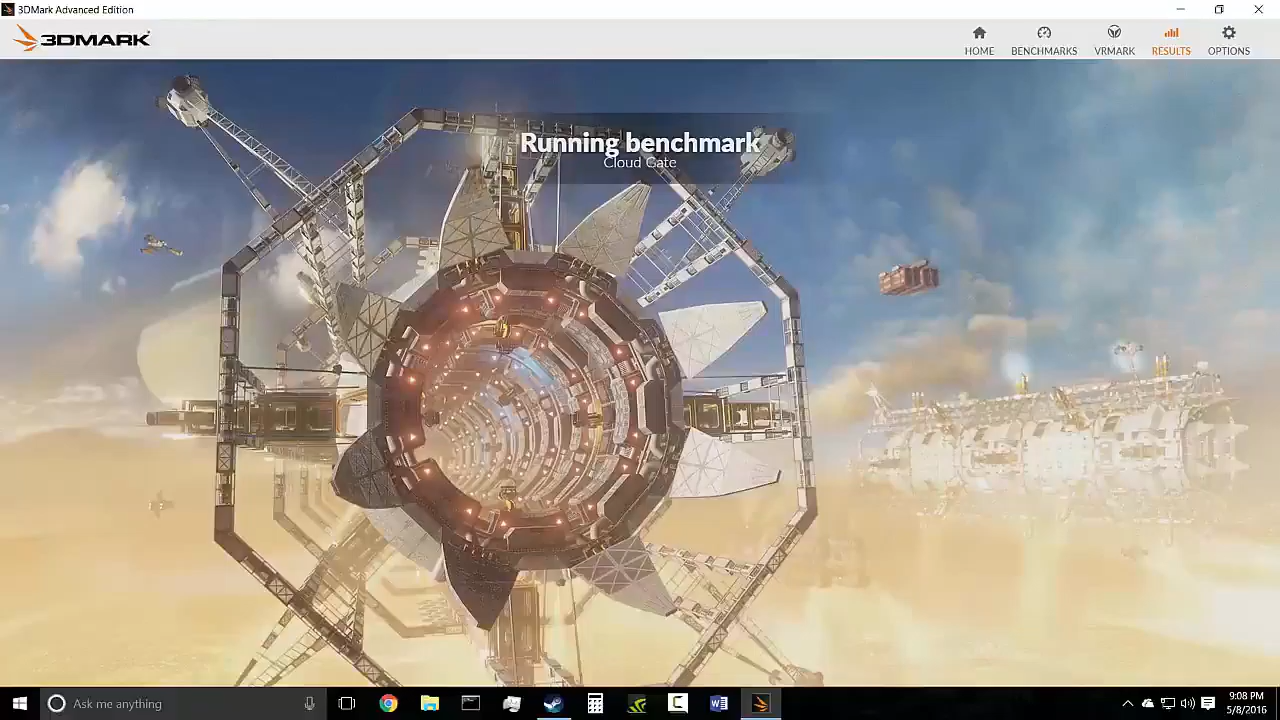 3DMark Advanced Edition
3DMARK
HOME
BENCHMARKS
VRMARK
RESULTS
OPTIONS
Running benchmark
Cloud Gate
Ask me anything
9:08 PM
5/8/2016